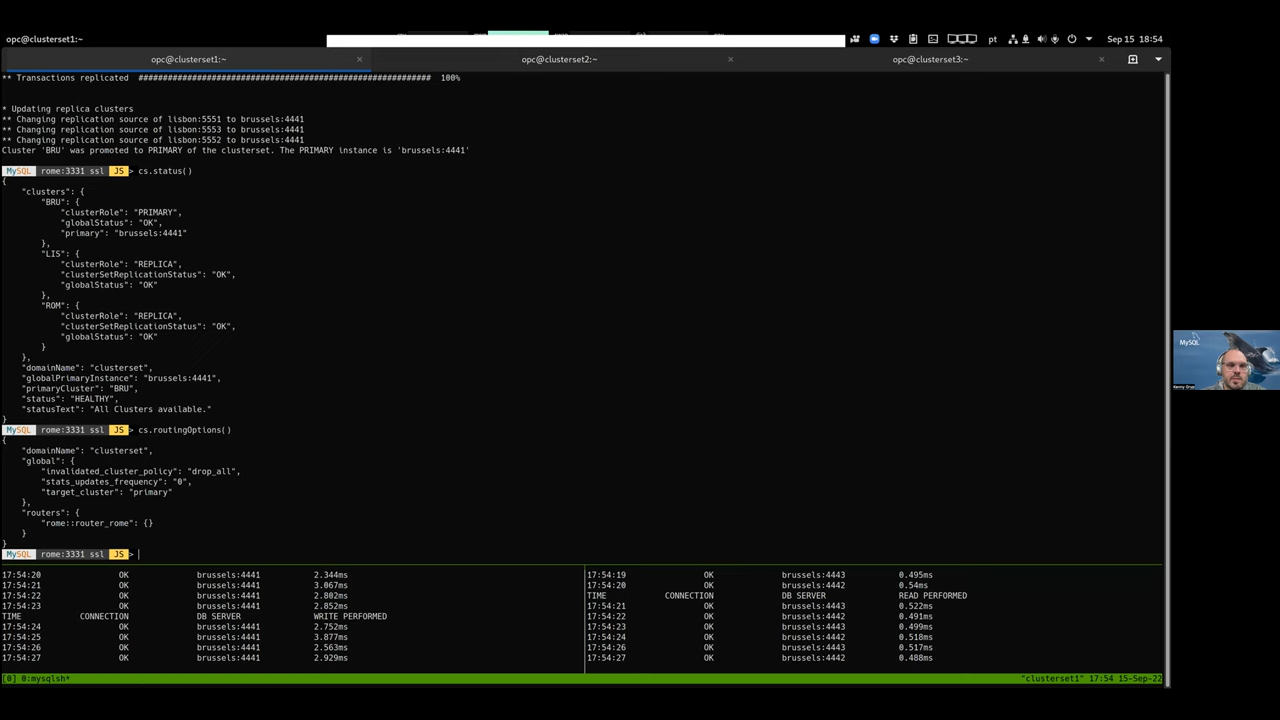 opc@clusterset1:~
pt
Sep 15 18:54
opc@clusterset1:~ × opc@clusterset2:~ × opc@clusterset3:~ ×
** Transactions replicated ############################################################ 100%
* Updating replica clusters
** Changing replication source of lisbon:5551 to brussels:4441
** Changing replication source of lisbon:5553 to brussels:4441
** Changing replication source of lisbon:5552 to brussels:4441
Cluster 'BRU' was promoted to PRIMARY of the clusterset. The PRIMARY instance is 'brussels:4441'
MySQL rome:3331 ssl JS > cs.status()
{
"clusters": {
"BRU": {
"clusterRole": "PRIMARY",
"globalStatus": "OK",
"primary": "brussels:4441"
},
"LIS": {
"clusterRole": "REPLICA",
"clusterSetReplicationStatus": "OK",
"globalStatus": "OK"
},
"ROM": {
"clusterRole": "REPLICA",
"clusterSetReplicationStatus": "OK",
"globalStatus": "OK"
}
},
"domainName": "clusterset",
"globalPrimaryInstance": "brussels:4441",
"primaryCluster": "BRU",
"status": "HEALTHY",
"statusText": "All Clusters available."
}
MySQL rome:3331 ssl JS > cs.routingOptions()
{
"domainName": "clusterset",
"global": {
"invalidated_cluster_policy": "drop_all",
"stats_updates_frequency": "0",
"target_cluster": "primary"
},
"routers": {
"rome::router_rome": {}
}
}
MySQL rome:3331 ssl JS >
17:54:20 OK brussels:4441 2.344ms
17:54:21 OK brussels:4441 3.067ms
17:54:22 OK brussels:4441 2.802ms
17:54:23 OK brussels:4441 2.852ms
TIME CONNECTION DB SERVER WRITE PERFORMED
17:54:24 OK brussels:4441 2.752ms
17:54:25 OK brussels:4441 3.877ms
17:54:26 OK brussels:4441 2.563ms
17:54:27 OK brussels:4441 2.929ms
17:54:19 OK brussels:4443 0.495ms
17:54:20 OK brussels:4442 0.54ms
TIME CONNECTION DB SERVER READ PERFORMED
17:54:21 OK brussels:4443 0.522ms
17:54:22 OK brussels:4442 0.491ms
17:54:23 OK brussels:4443 0.499ms
17:54:24 OK brussels:4442 0.518ms
17:54:26 OK brussels:4443 0.517ms
17:54:27 OK brussels:4442 0.488ms
[0] 0:mysqlsh*
"clusterset1" 17:54 15-Sep-22
MySQL
Kenny Gryp